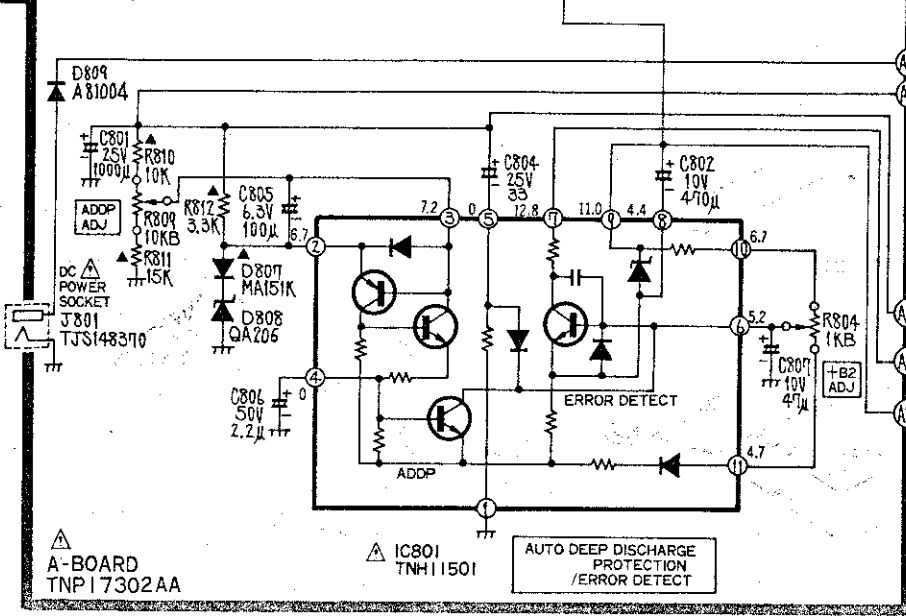 D809
A81004
A
A
C801
25V
1000μ
R810
10K
ADDP
ADJ
R809
10KB
R811
15K
R812
3.3K
C805
6.3V
100μ
C804
25V
33
C802
10V
470μ
7.2
3
0
5
12.8
7
11.0
9
4.4
8
6.7
2
6.7
10
D807
MA151K
D808
QA206
DC
POWER
SOCKET
J801
TJS148370
R804
1KB
5.2
6
C807
10V
47μ
+B2
ADJ
A
A
A
4
0
C806
50V
2.2μ
ERROR DETECT
ADDP
4.7
11
1
A-BOARD
TNP17302AA
IC801
TNH11501
AUTO DEEP DISCHARGE
PROTECTION
/ERROR DETECT